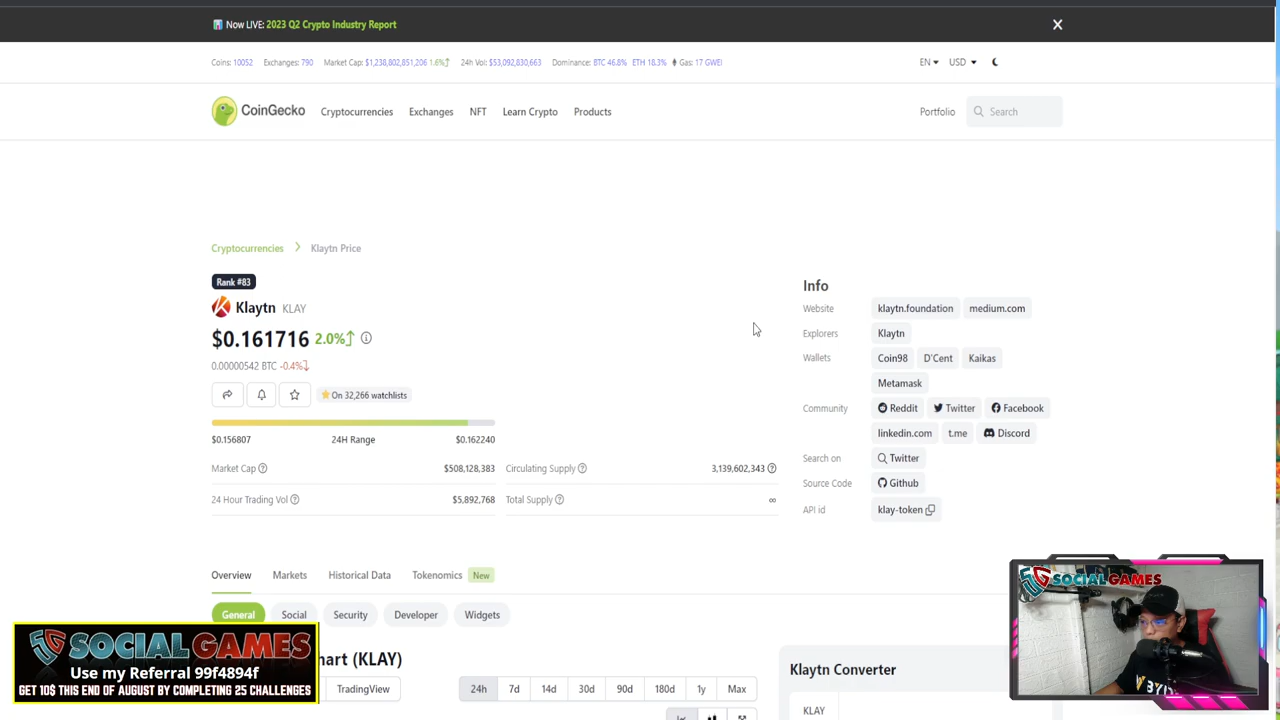 Now LIVE: 2023 Q2 Crypto Industry Report
Coins: 10052 Exchanges: 790 Market Cap: $1,238,802,851,206 1.6% 24h Vol: $53,092,830,663 Dominance: BTC 46.8% ETH 18.3% Gas: 17 GWEI EN USD
CoinGecko Cryptocurrencies Exchanges NFT Learn Crypto Products Portfolio Search
Cryptocurrencies Klaytn Price
Rank #83
Klaytn KLAY
$0.161716 2.0%
0.00000542 BTC -0.4%
On 32,266 watchlists
$0.156807 24H Range $0.162240
Market Cap $508,128,383 Circulating Supply 3,139,602,343
24 Hour Trading Vol $5,892,768 Total Supply ∞
Info
Website klaytn.foundation medium.com
Explorers Klaytn
Wallets Coin98 D'Cent Kaikas
Metamask
Community Reddit Twitter Facebook
linkedin.com t.me Discord
Search on Twitter
Source Code Github
API id klay-token
Overview Markets Historical Data Tokenomics New
General Social Security Developer Widgets
hart (KLAY)
TradingView 24h 7d 14d 30d 90d 180d 1y Max
Klaytn Converter
KLAY
SG SOCIAL GAMES
Use my Referral 99f4894f
GET 10$ THIS END OF AUGUST BY COMPLETING 25 CHALLENGES
SG SOCIAL GAMES